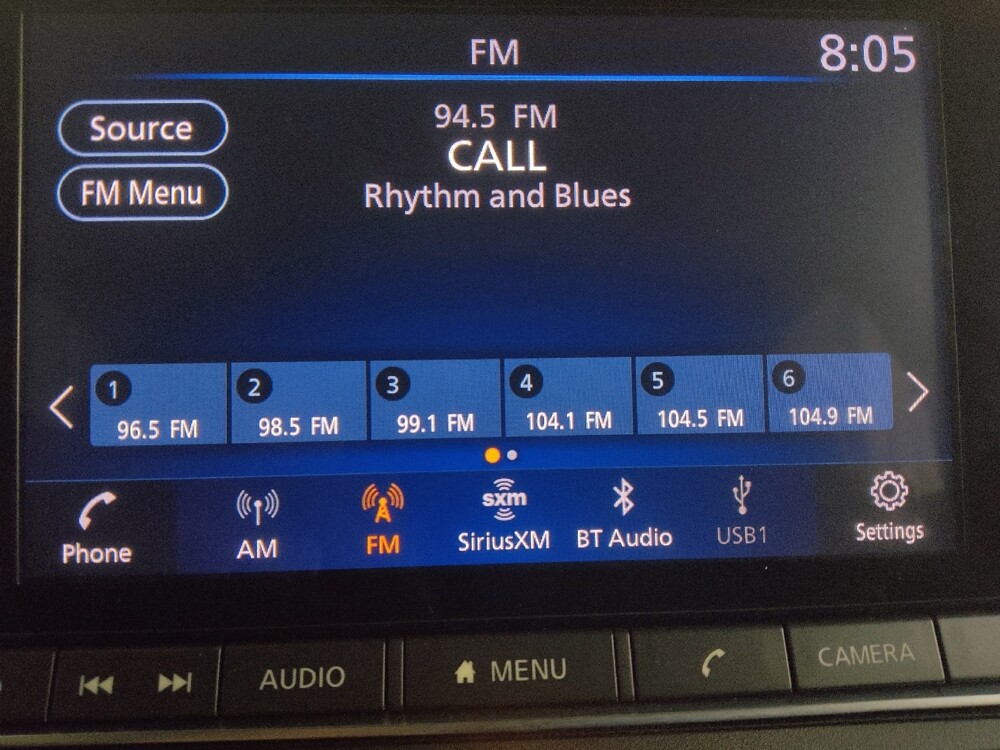 FM
8:05
Source
94.5 FM
CALL
FM Menu
Rhythm and Blues
1
2
3
4
5
6
96.5 FM
98.5 FM
99.1 FM
104.1 FM
104.5 FM
104.9 FM
Phone
AM
FM
sxm
SiriusXM
BT Audio
USB1
Settings
AUDIO
MENU
CAMERA